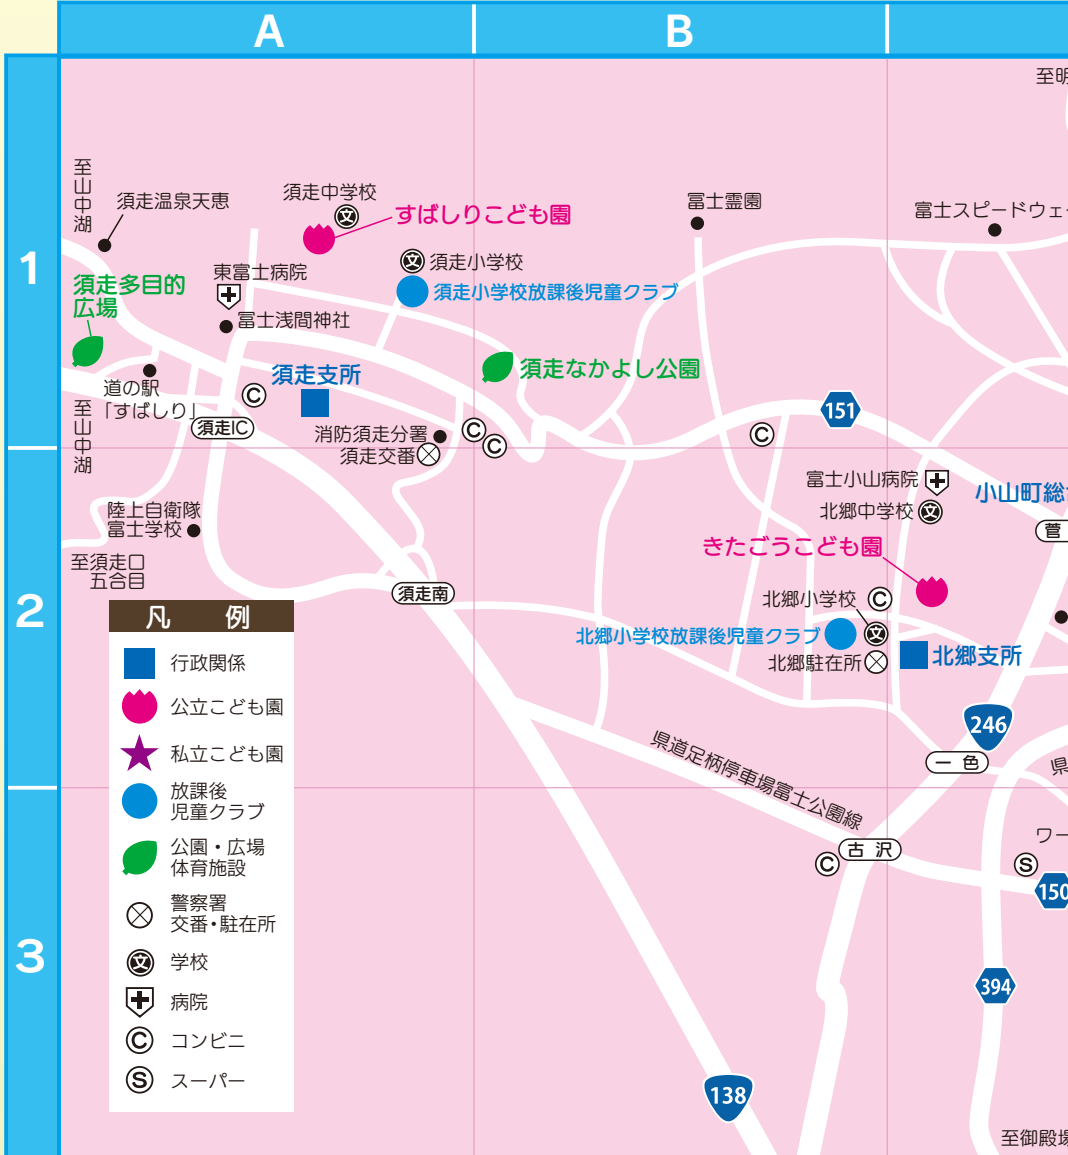 A
B
1
2
3
至山中湖
須走温泉天恵
須走中学校
すばしりこども園
須走小学校
須走小学校放課後児童クラブ
東富士病院
冨士浅間神社
須走多目的
広場
道の駅
「すばしり」
至山中湖
須走IC
C
須走支所
消防須走分署
須走交番
C
C
須走なかよし公園
冨士霊園
富士スピードウェ
至明
151
C
陸上自衛隊
富士学校
至須走口
五合目
須走南
富士小山病院
北郷中学校
小山町総
菅
きたごうこども園
北郷小学校
C
北郷小学校放課後児童クラブ
北郷駐在所
北郷支所
246
一色
県道足柄停車場富士公園線
県
ワー
古沢
C
S
150
394
138
至御殿場
凡例
行政関係
公立こども園
私立こども園
放課後
児童クラブ
公園・広場
体育施設
警察署
交番・駐在所
文
学校
病院
C
コンビニ
S
スーパー